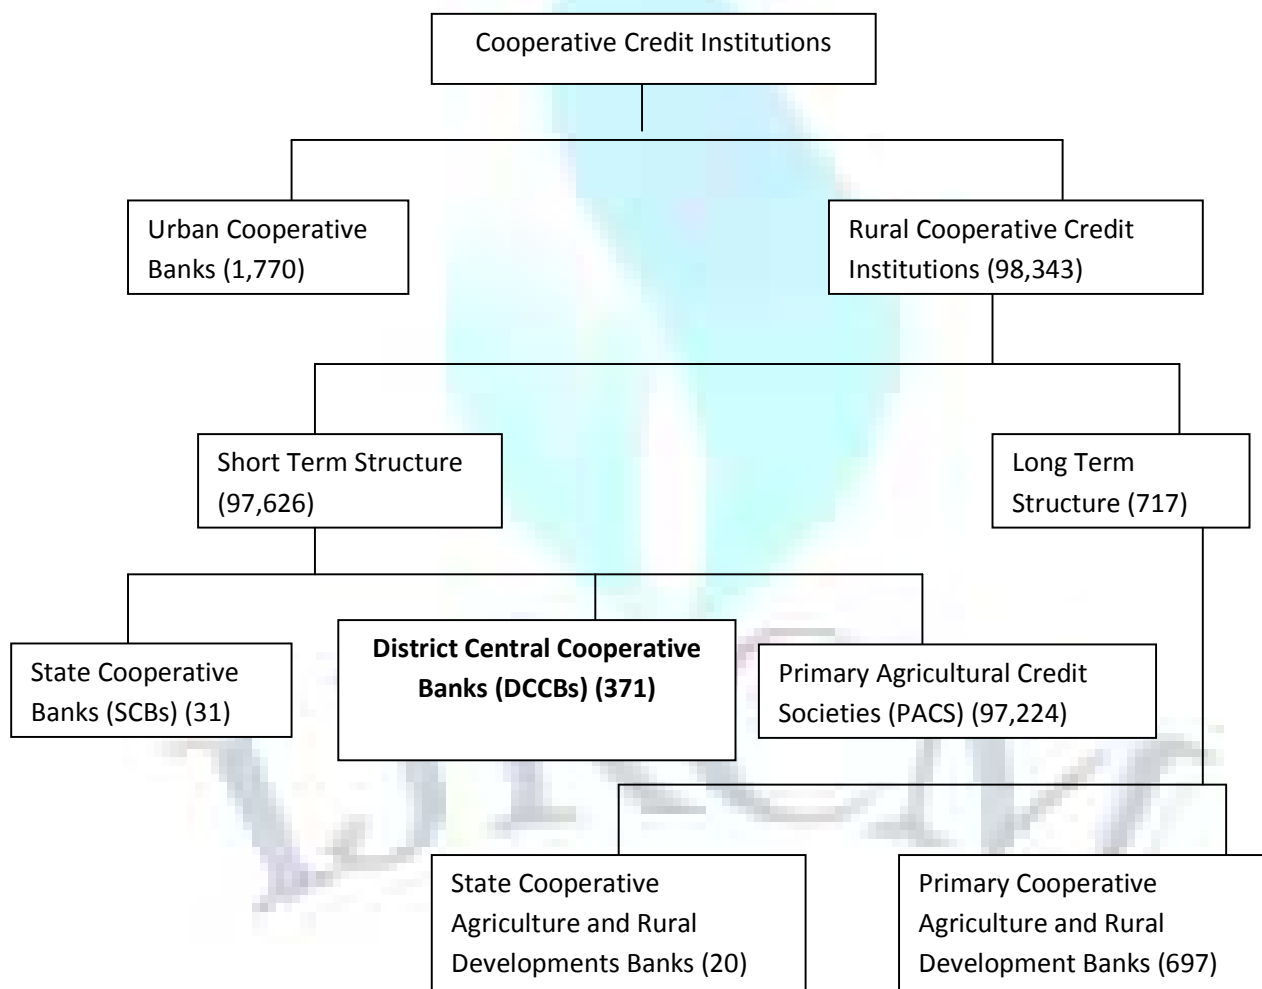 Cooperative Credit Institutions
Urban Cooperative
Banks (1,770)
Rural Cooperative Credit
Institutions (98,343)
Short Term Structure
(97,626)
Long Term
Structure (717)
State Cooperative
Banks (SCBs) (31)
District Central Cooperative
Banks (DCCBs) (371)
Primary Agricultural Credit
Societies (PACS) (97,224)
State Cooperative
Agriculture and Rural
Developments Banks (20)
Primary Cooperative
Agriculture and Rural
Development Banks (697)